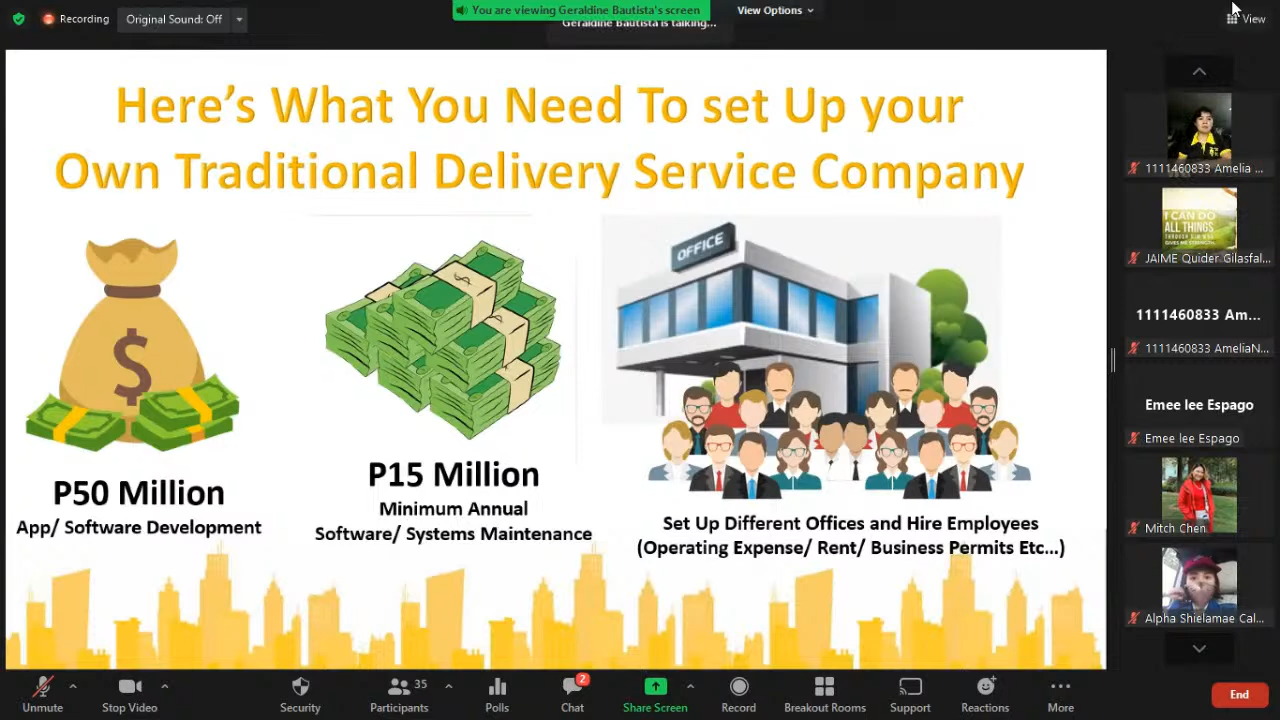 Recording
Original Sound: Off
You are viewing Geraldine Bautista's screen
View Options
Geraldine Bautista is talking...
View
Here's What You Need To set Up your
Own Traditional Delivery Service Company
OFFICE
P50 Million
App/ Software Development
P15 Million
Minimum Annual
Software/ Systems Maintenance
Set Up Different Offices and Hire Employees
(Operating Expense/ Rent/ Business Permits Etc...)
1111460833 Amelia ...
I CAN DO
ALL THINGS
JAIME Quider Gilasfal...
1111460833 Am...
1111460833 AmeliaN...
Emee lee Espago
Emee lee Espago
Mitch Chen
Alpha Shielamae Cal...
Unmute
Stop Video
Security
35
Participants
Polls
2
Chat
Share Screen
Record
Breakout Rooms
Support
Reactions
More
End